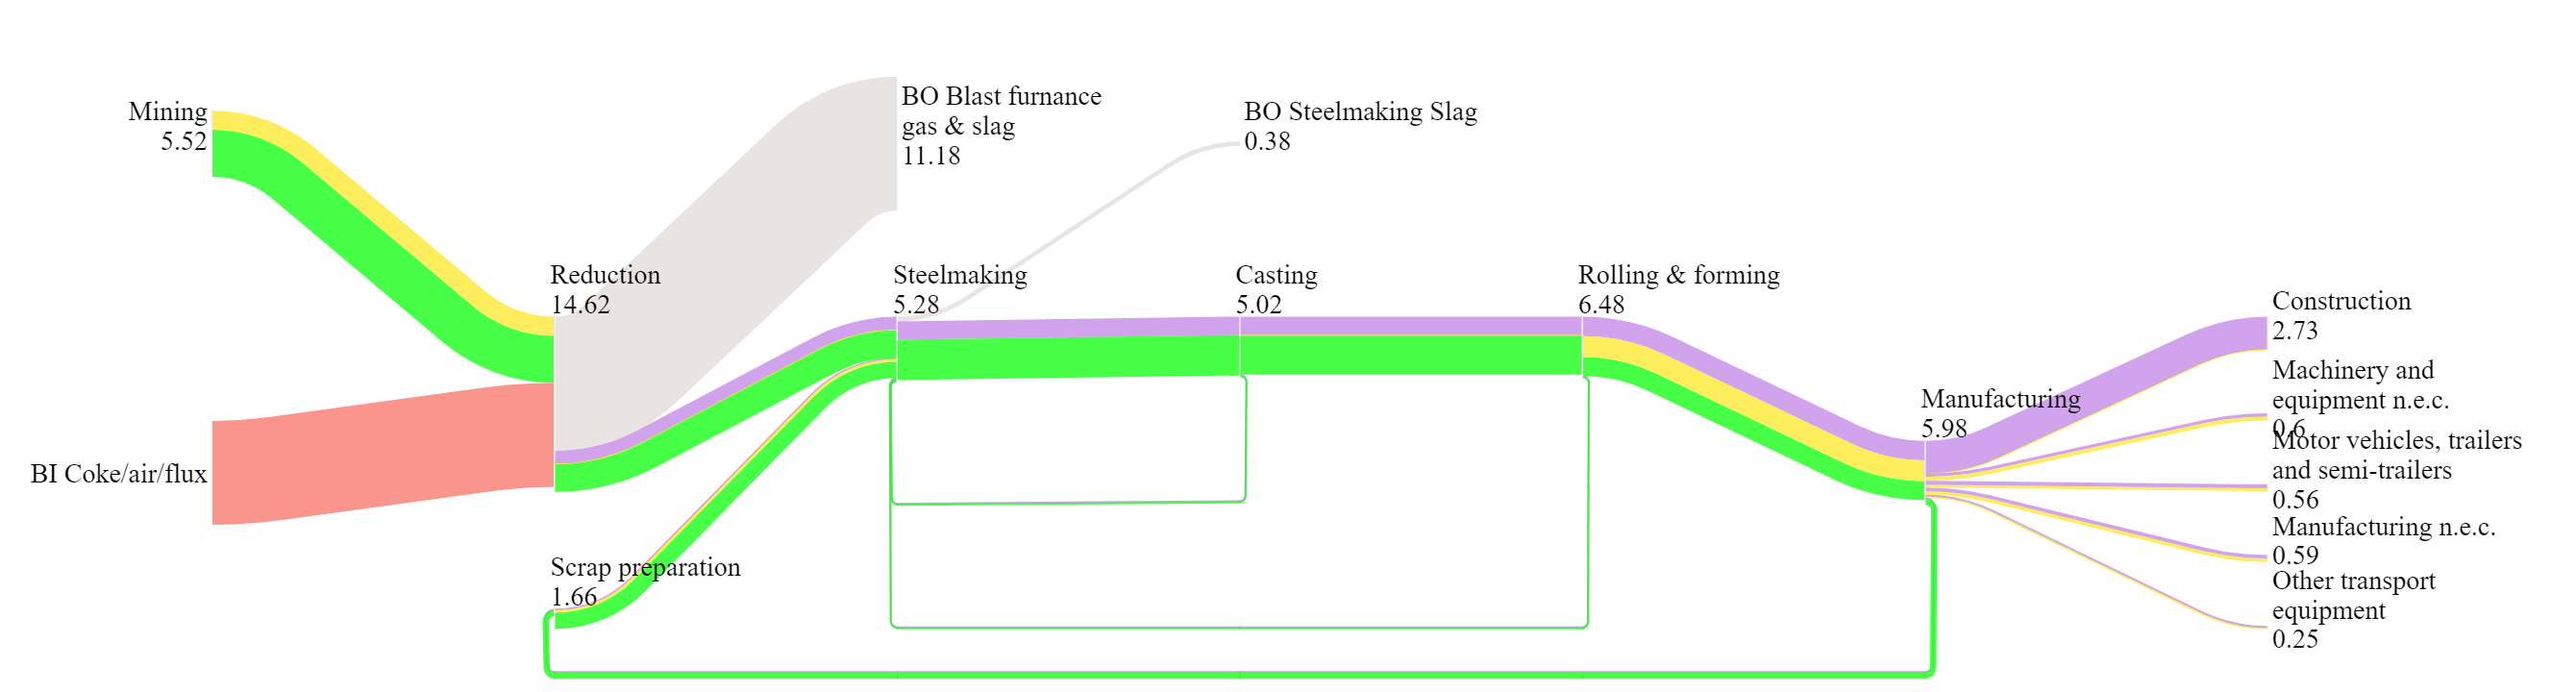 Mining
5.52
BI Coke/air/flux
Reduction
14.62
Scrap preparation
1.66
BO Blast furnance
gas & slag
11.18
Steelmaking
5.28
BO Steelmaking Slag
0.38
Casting
5.02
Rolling & forming
6.48
Manufacturing
5.98
Construction
2.73
Machinery and
equipment n.e.c.
0.6
Motor vehicles, trailers
and semi-trailers
0.56
Manufacturing n.e.c.
0.59
Other transport
equipment
0.25